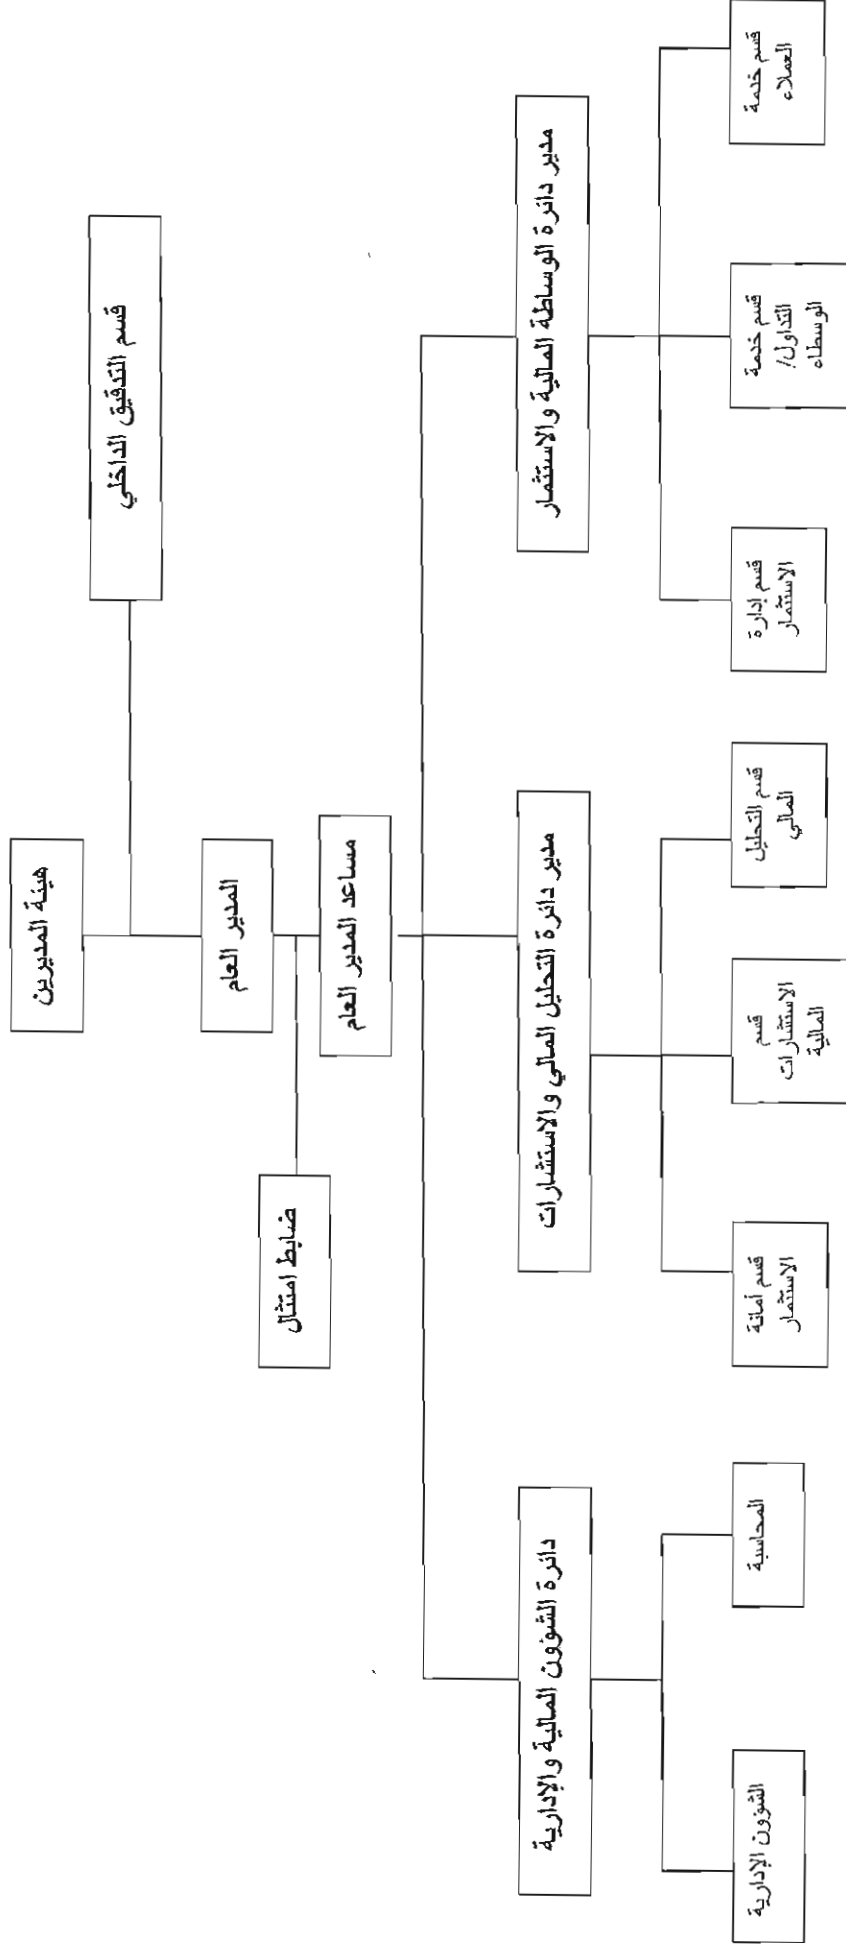 هيئة المديرين
قسم التدقيق الداخلي
المدير العام
ضابط امتثال
مساعد المدير العام
مدير دائرة الوساطة المالية والاستثمار
مدير دائرة التحليل المالي والاستشارات
دائرة الشؤون المالية والإدارية
قسم خدمة
العملاء
قسم خدمة
التداول/
الوسطاء
قسم إدارة
الاستثمار
قسم التحليل
المالي
قسم
الاستشارات
المالية
قسم أمانة
الاستثمار
المحاسبة
الشؤون الإدارية